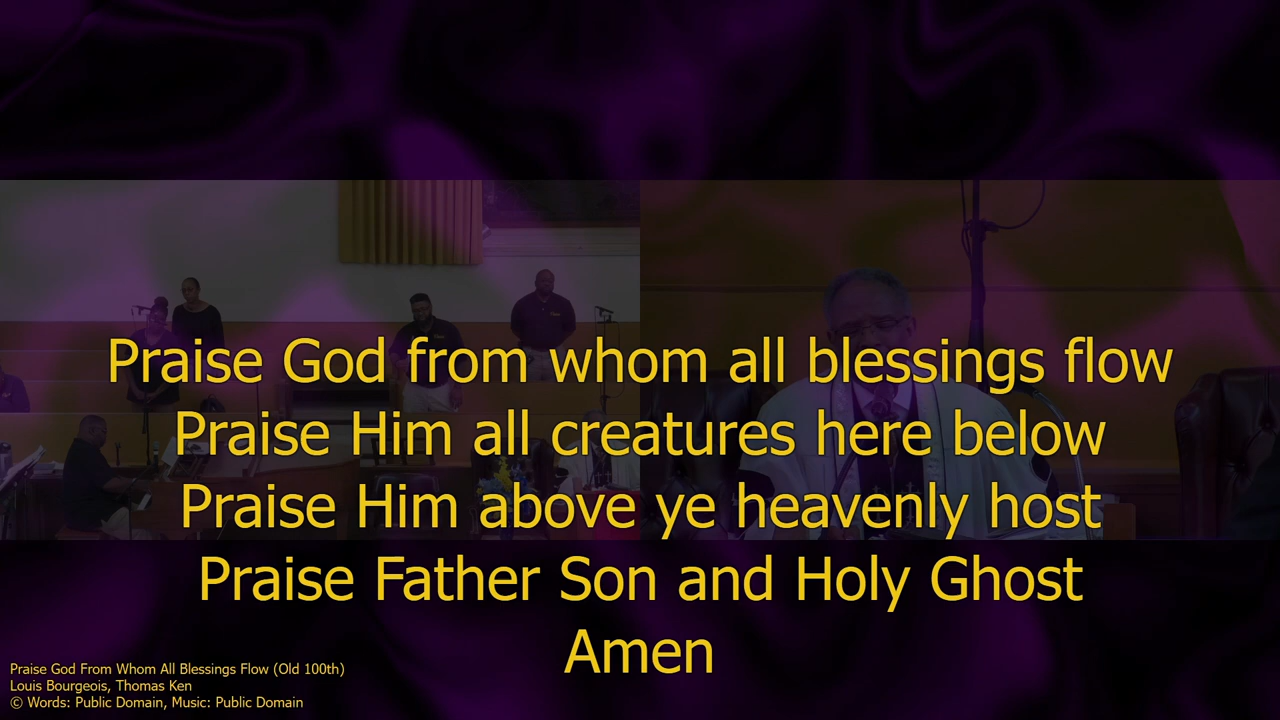 Praise God from whom all blessings flow
Praise Him all creatures here below
Praise Him above ye heavenly host
Praise Father Son and Holy Ghost
Amen
Praise God From Whom All Blessings Flow (Old 100th)
Louis Bourgeois, Thomas Ken
© Words: Public Domain, Music: Public Domain